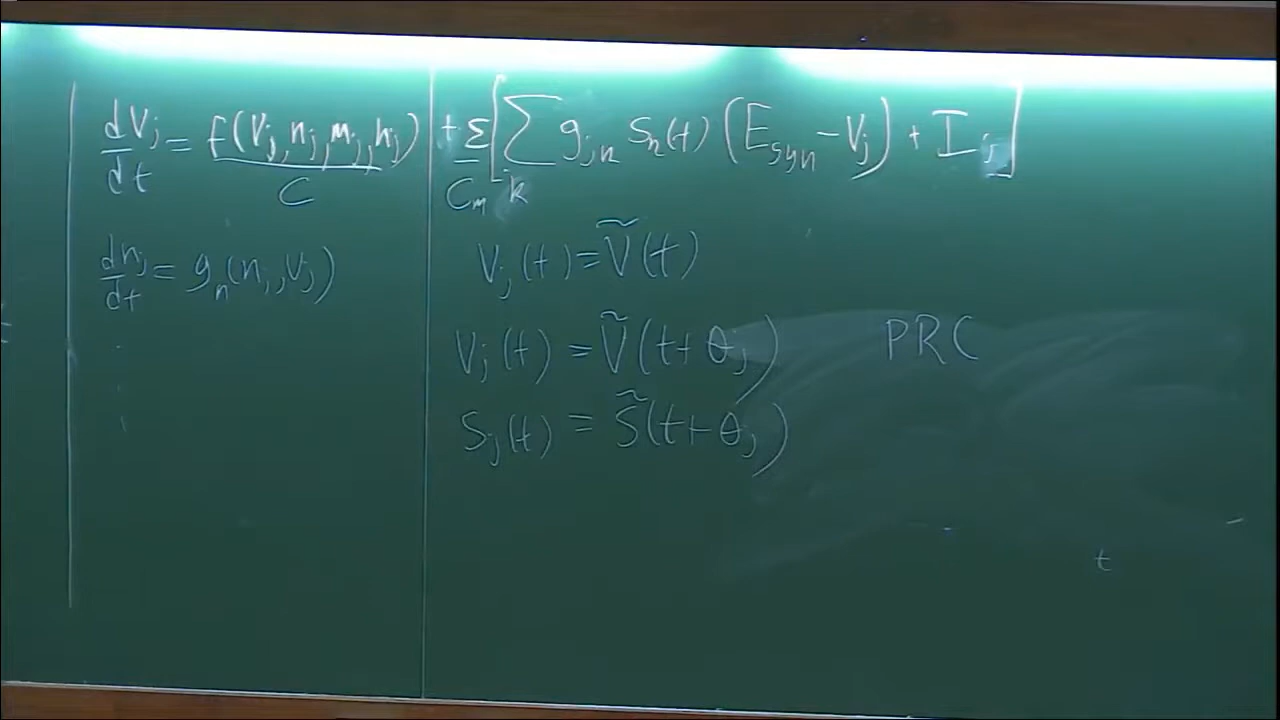 dVj/dt = f(Vj, nj, mj, hj)/C + ε/Cm [ ∑k gjk Sk(t) (Esyn - Vj) + Ij ]
dnj/dt = gn(nj, Vj)
Vj(t) = Ṽ(t)
Vj(t) = Ṽ(t+θj)
PRC
Sj(t) = S̃(t+θj)
t